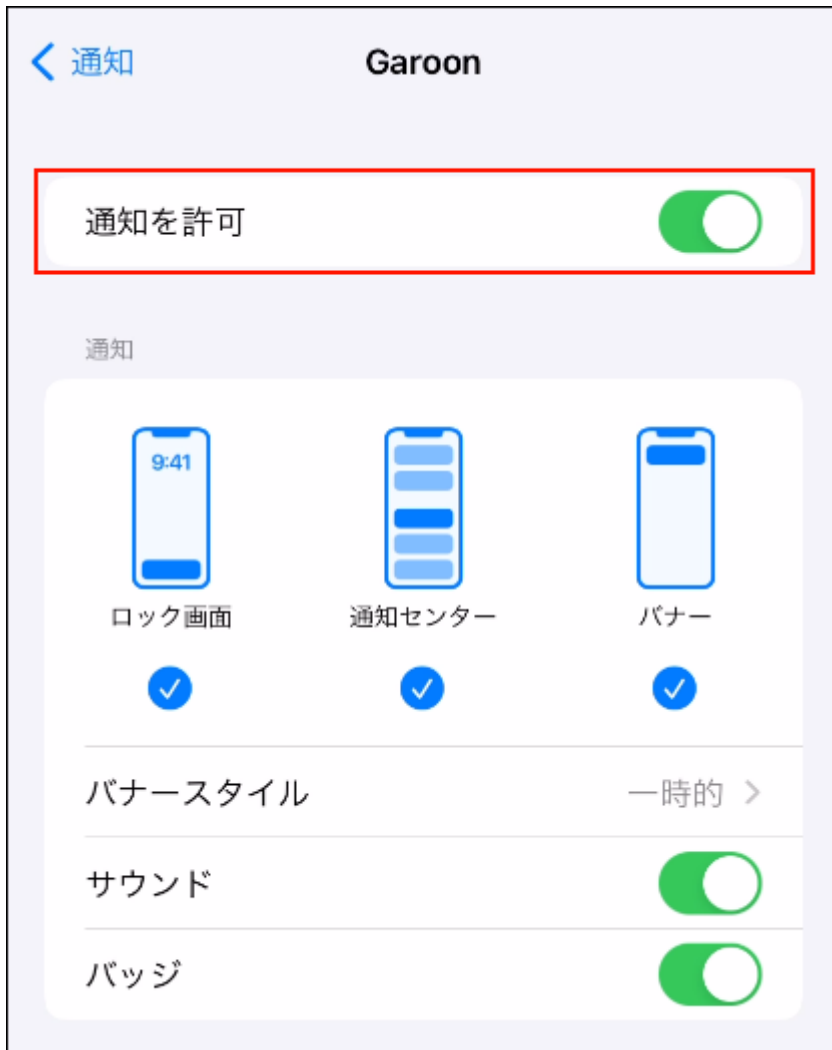 通知 Garoon
通知を許可
通知
9:41
ロック画面 通知センター バナー
バナースタイル 一時的
サウンド
バッジ